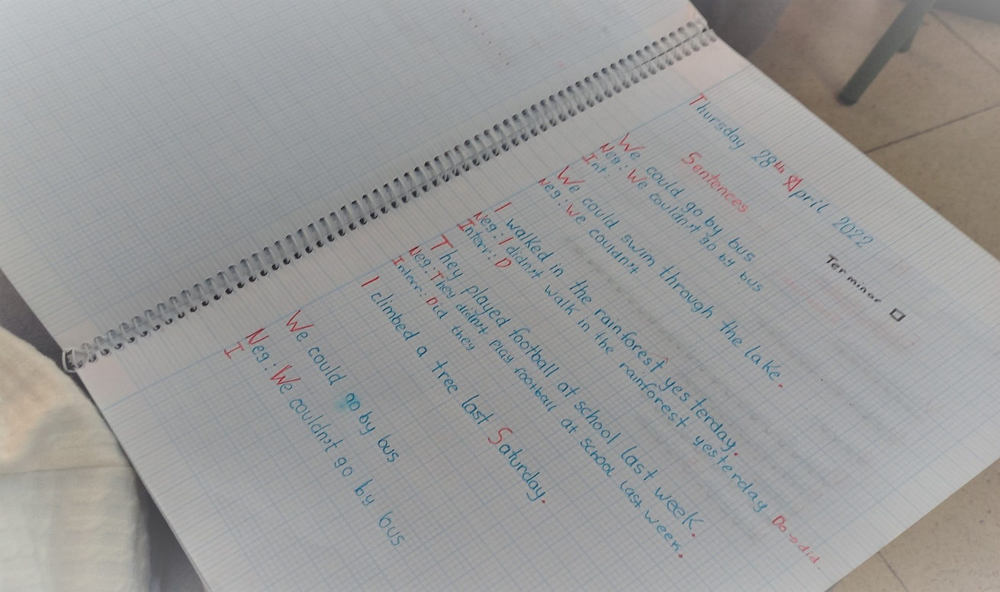 Thursday 28th April 2022
Terminar
Sentences
We could go by bus
Neg: We couldn't go by bus
Int:
We could swim through the lake.
Neg: We couldn't
I walked in the rainforest yesterday.
Neg: I didn't walk in the rainforest yesterday
Interr: D
Do → did.
They played football at school last week.
Neg: They didn't play football at school last week.
Interr: Did they
I climbed a tree last Saturday.
We could go by bus
Neg: We couldn't go by bus
I